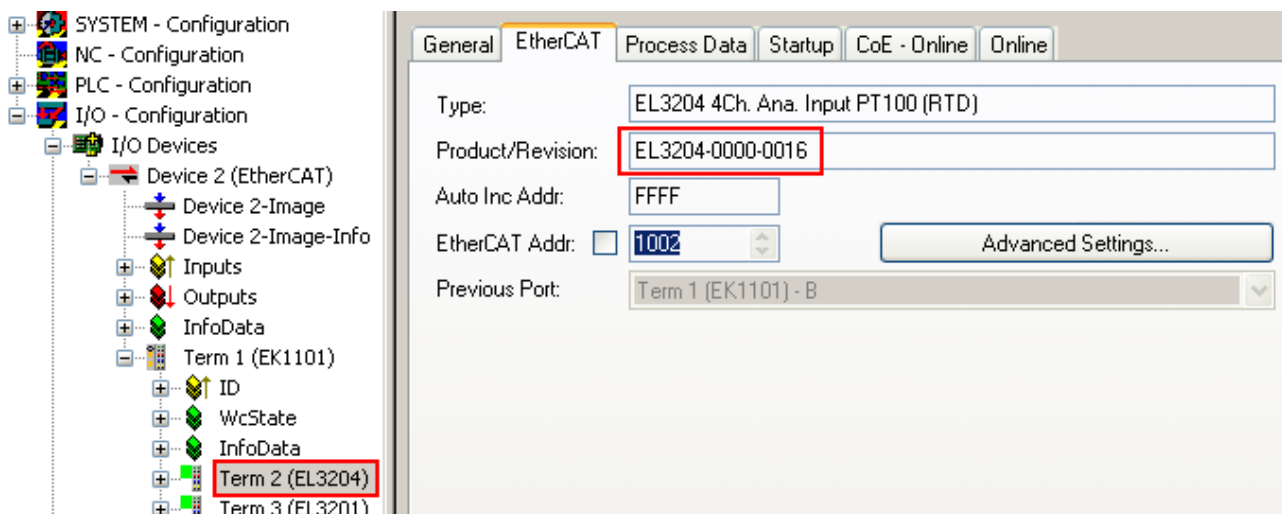 SYSTEM - Configuration
NC - Configuration
PLC - Configuration
I/O - Configuration
I/O Devices
Device 2 (EtherCAT)
Device 2-Image
Device 2-Image-Info
Inputs
Outputs
InfoData
Term 1 (EK1101)
ID
WcState
InfoData
Term 2 (EL3204)
Term 3 (EL3201)
General EtherCAT Process Data Startup CoE - Online Online
Type: EL3204 4Ch. Ana. Input PT100 (RTD)
Product/Revision: EL3204-0000-0016
Auto Inc Addr: FFFF
EtherCAT Addr: 1002 Advanced Settings...
Previous Port: Term 1 (EK1101) - B